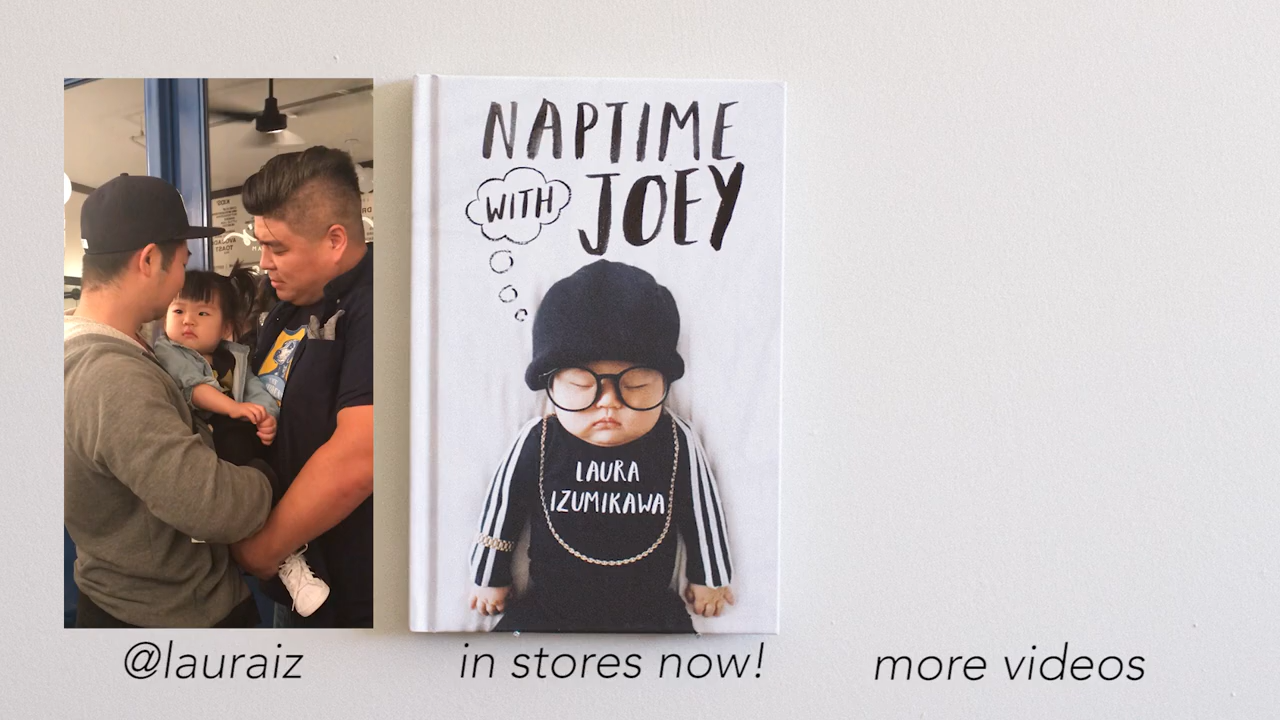 NAPTIME
WITH JOEY
LAURA
IZUMIKAWA
@lauraiz
in stores now!
more videos